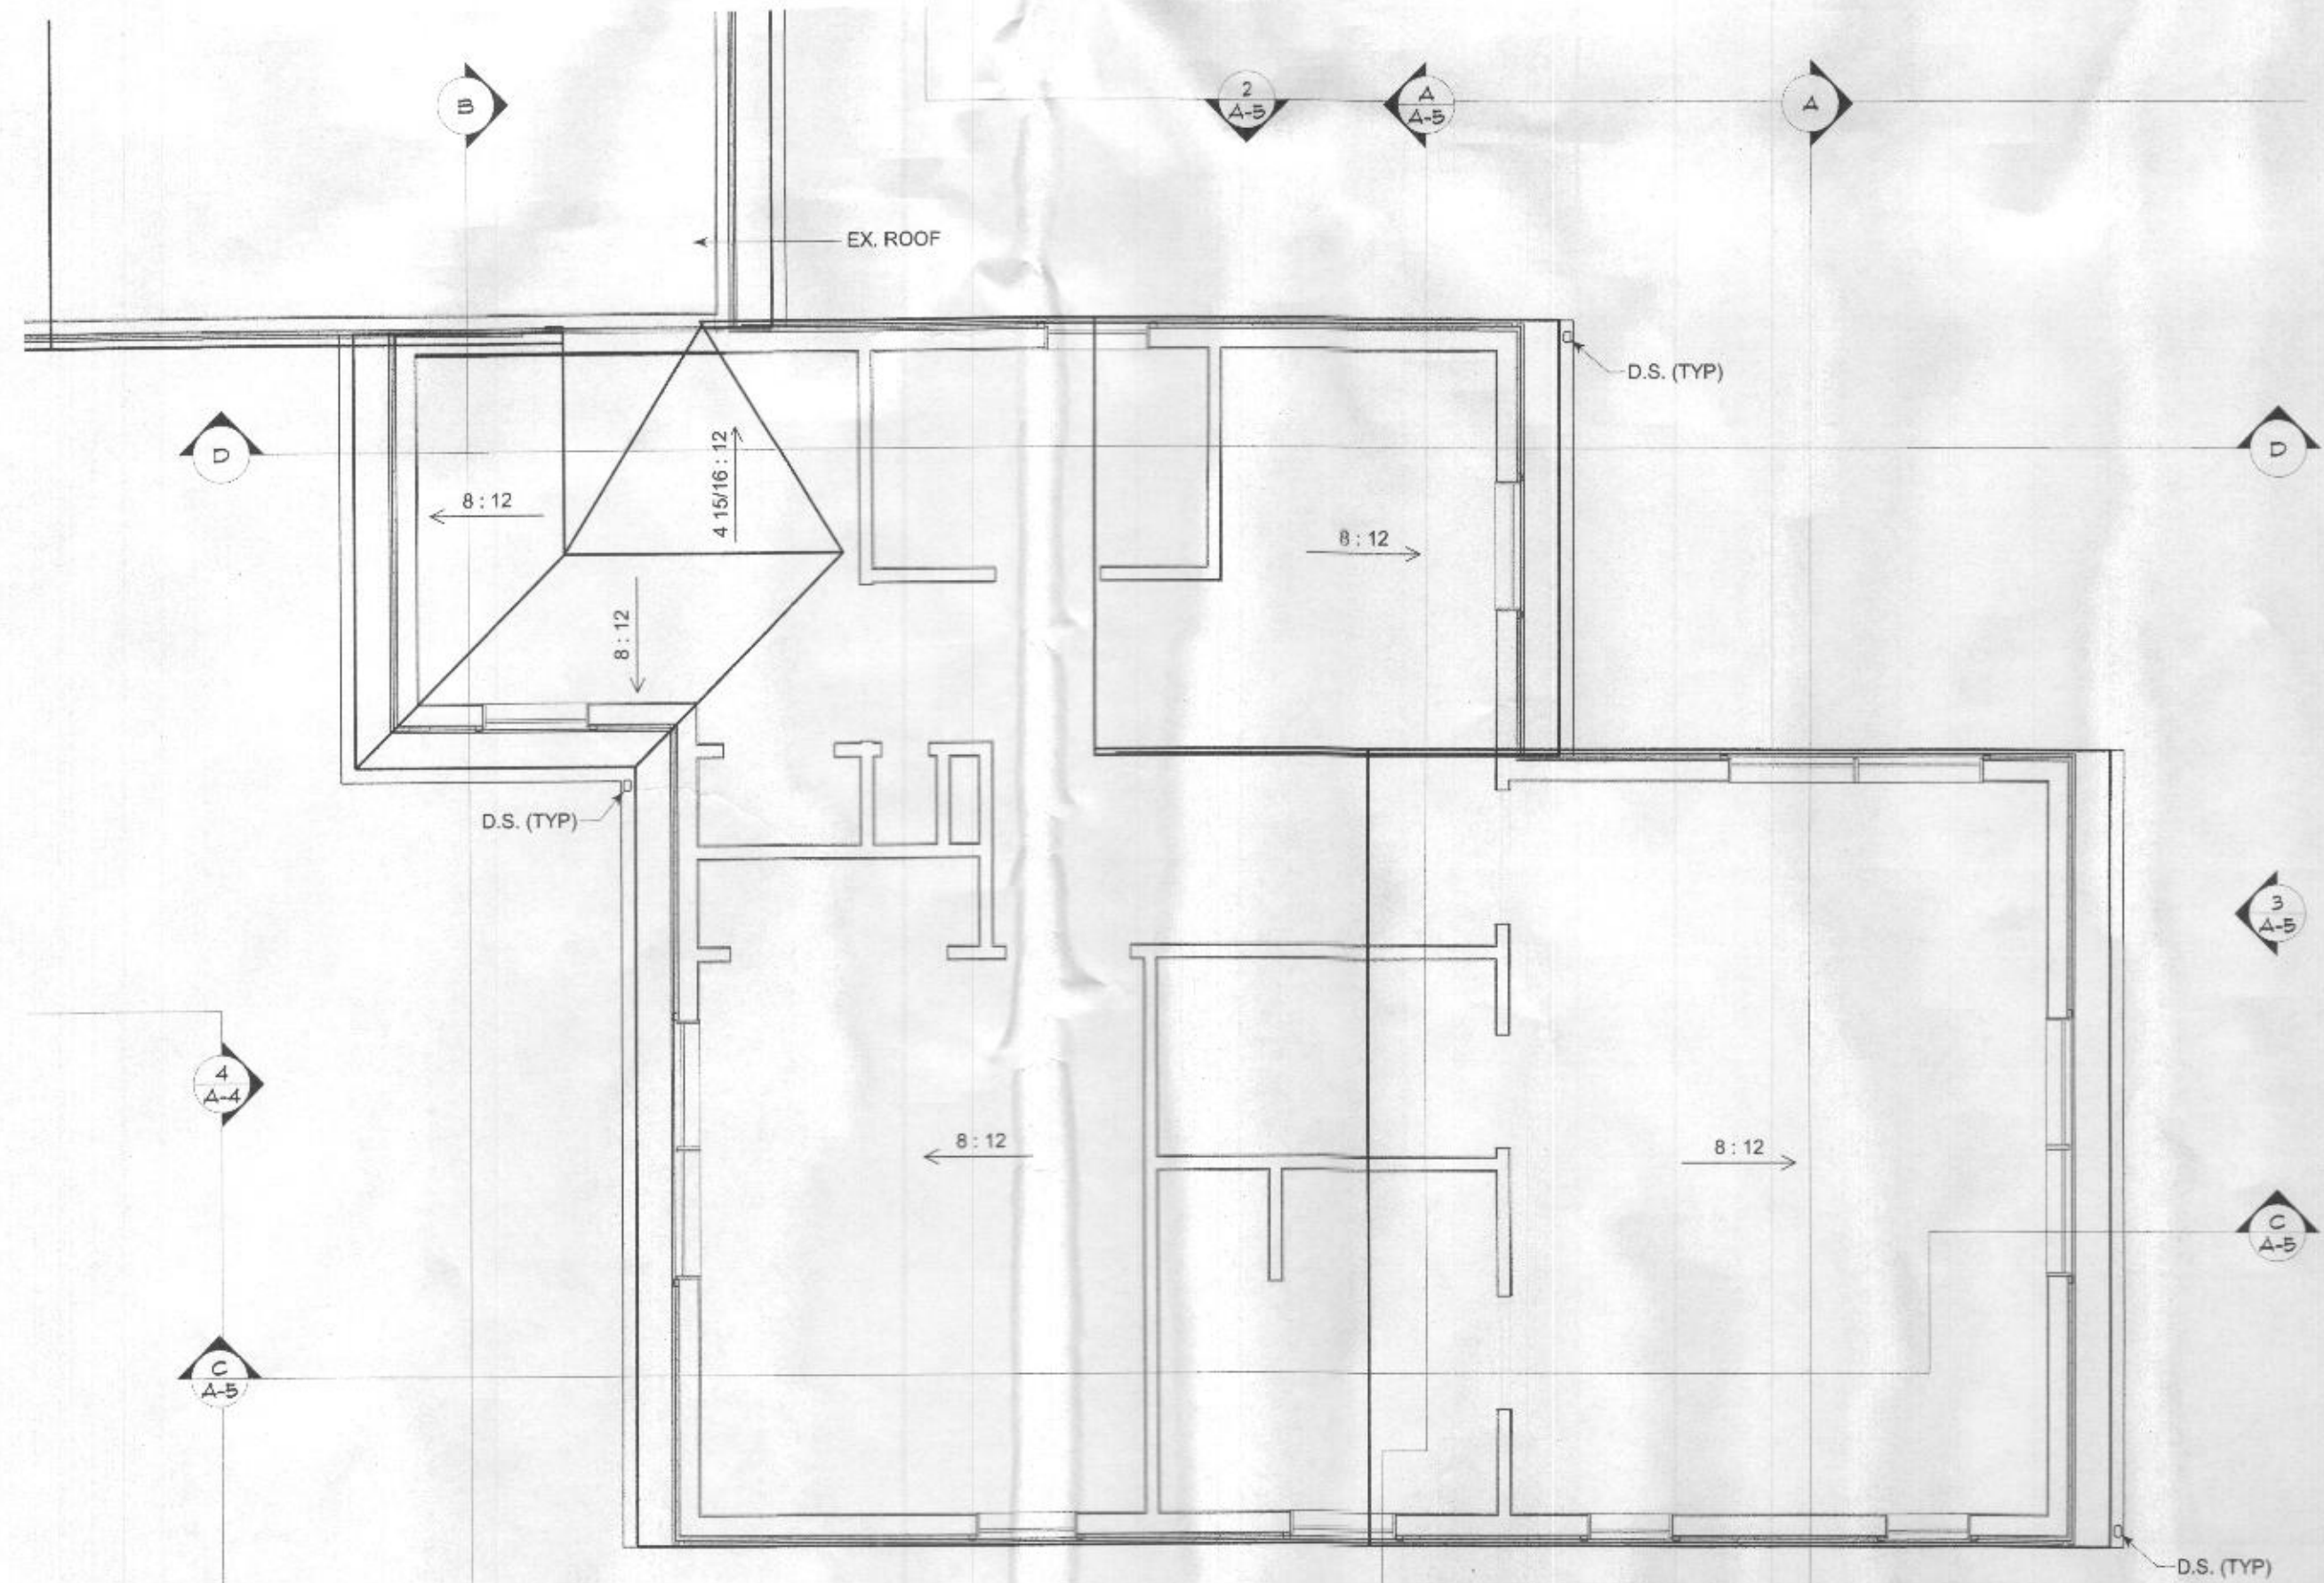 B
2
A-5
A
A-5
A
EX. ROOF
D.S. (TYP)
D
4 15/16 : 12
D
8 : 12
8 : 12
8 : 12
D.S. (TYP)
3
A-5
4
A-4
8 : 12
8 : 12
C
A-5
C
A-5
D.S. (TYP)